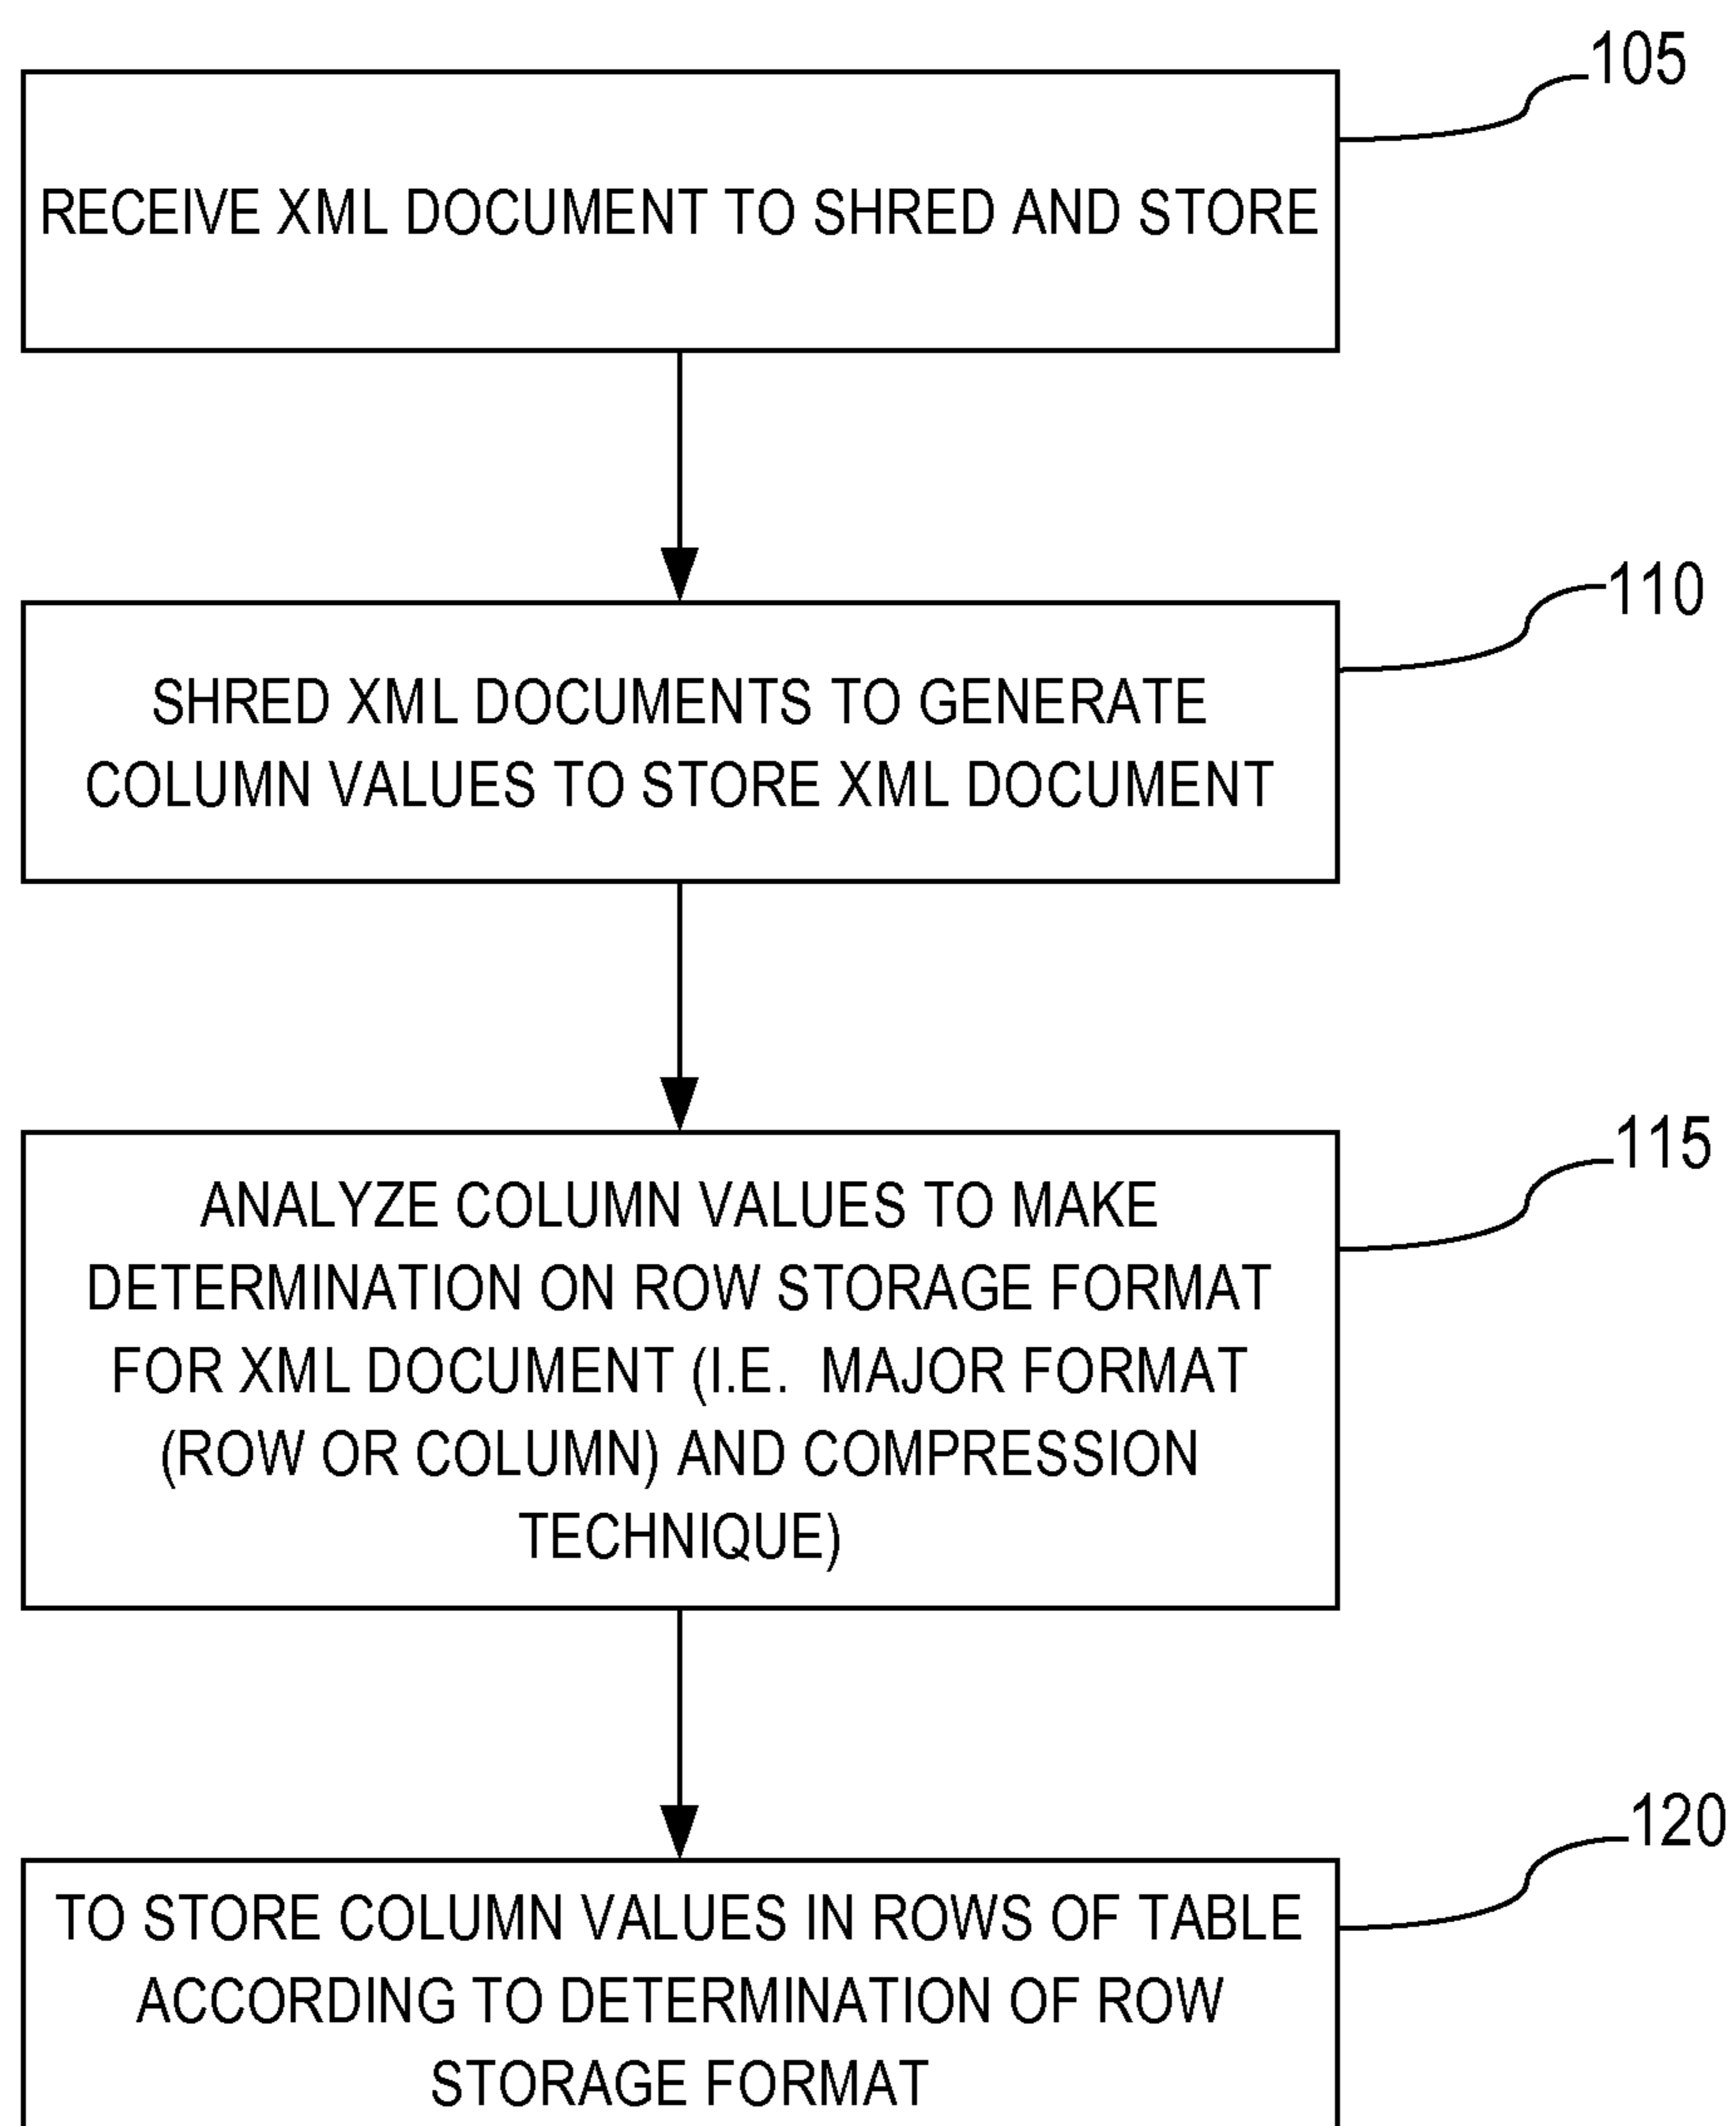 105
RECEIVE XML DOCUMENT TO SHRED AND STORE
110
SHRED XML DOCUMENTS TO GENERATE
COLUMN VALUES TO STORE XML DOCUMENT
115
ANALYZE COLUMN VALUES TO MAKE
DETERMINATION ON ROW STORAGE FORMAT
FOR XML DOCUMENT (I.E. MAJOR FORMAT
(ROW OR COLUMN) AND COMPRESSION
TECHNIQUE)
120
TO STORE COLUMN VALUES IN ROWS OF TABLE
ACCORDING TO DETERMINATION OF ROW
STORAGE FORMAT